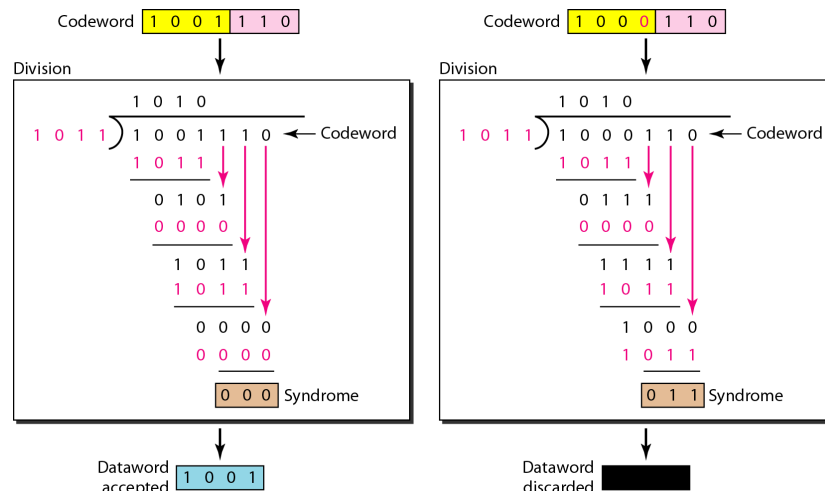 Codeword 1 0 0 1 1 1 0
Division
1 0 1 0
1 0 1 1 1 0 0 1 1 1 0 Codeword
1 0 1 1
0 1 0 1
0 0 0 0
1 0 1 1
1 0 1 1
0 0 0 0
0 0 0 0
0 0 0 Syndrome
Dataword 1 0 0 1
accepted
Codeword 1 0 0 0 1 1 0
Division
1 0 1 0
1 0 1 1 1 0 0 0 1 1 0 Codeword
1 0 1 1
0 1 1 1
0 0 0 0
1 1 1 1
1 0 1 1
1 0 0 0
1 0 1 1
0 1 1 Syndrome
Dataword
discarded